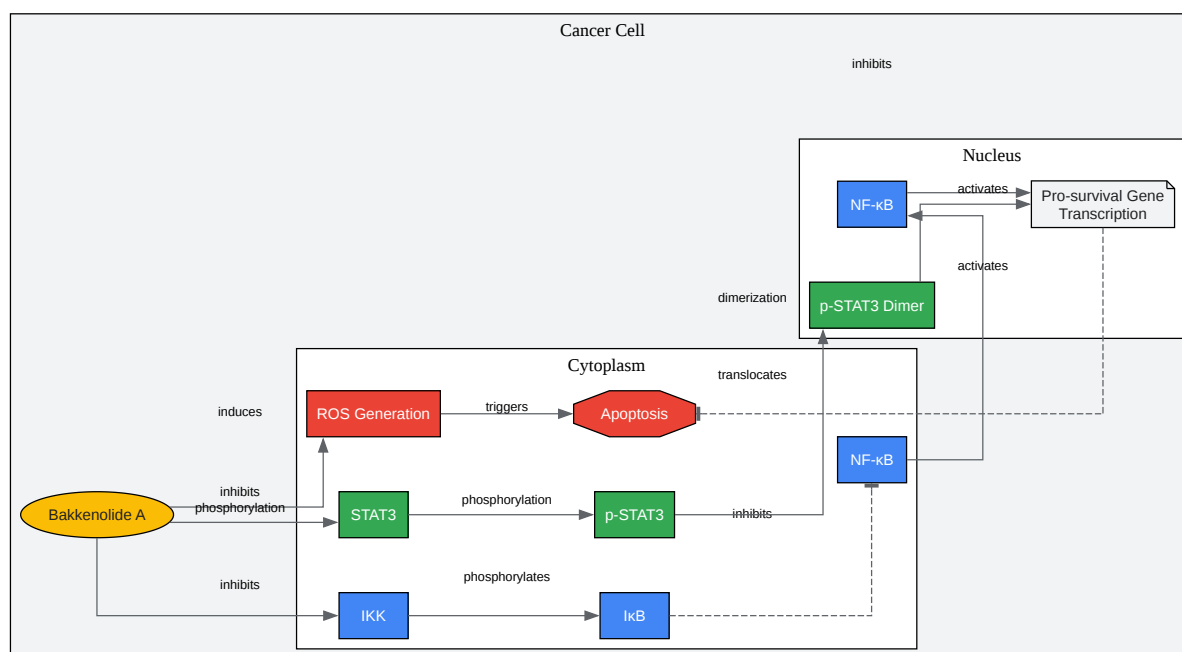 Cancer Cell
inhibits
Nucleus
NF-κB
activates
Pro-survival Gene
Transcription
activates
dimerization
p-STAT3 Dimer
Cytoplasm
translocates
induces
ROS Generation
triggers
Apoptosis
NF-κB
inhibits
phosphorylation
Bakkenolide A
STAT3
phosphorylation
p-STAT3
inhibits
inhibits
phosphorylates
IKK
IκB